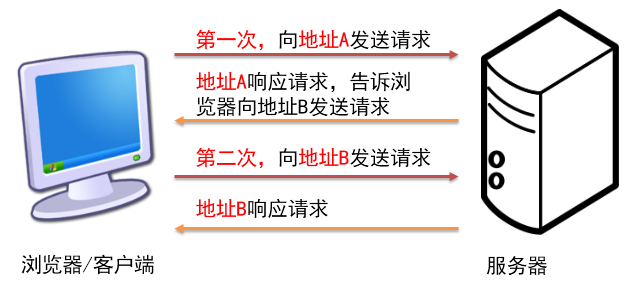 第一次，向地址A发送请求
地址A响应请求，告诉浏
览器向地址B发送请求
第二次，向地址B发送请求
地址B响应请求
浏览器/客户端
服务器